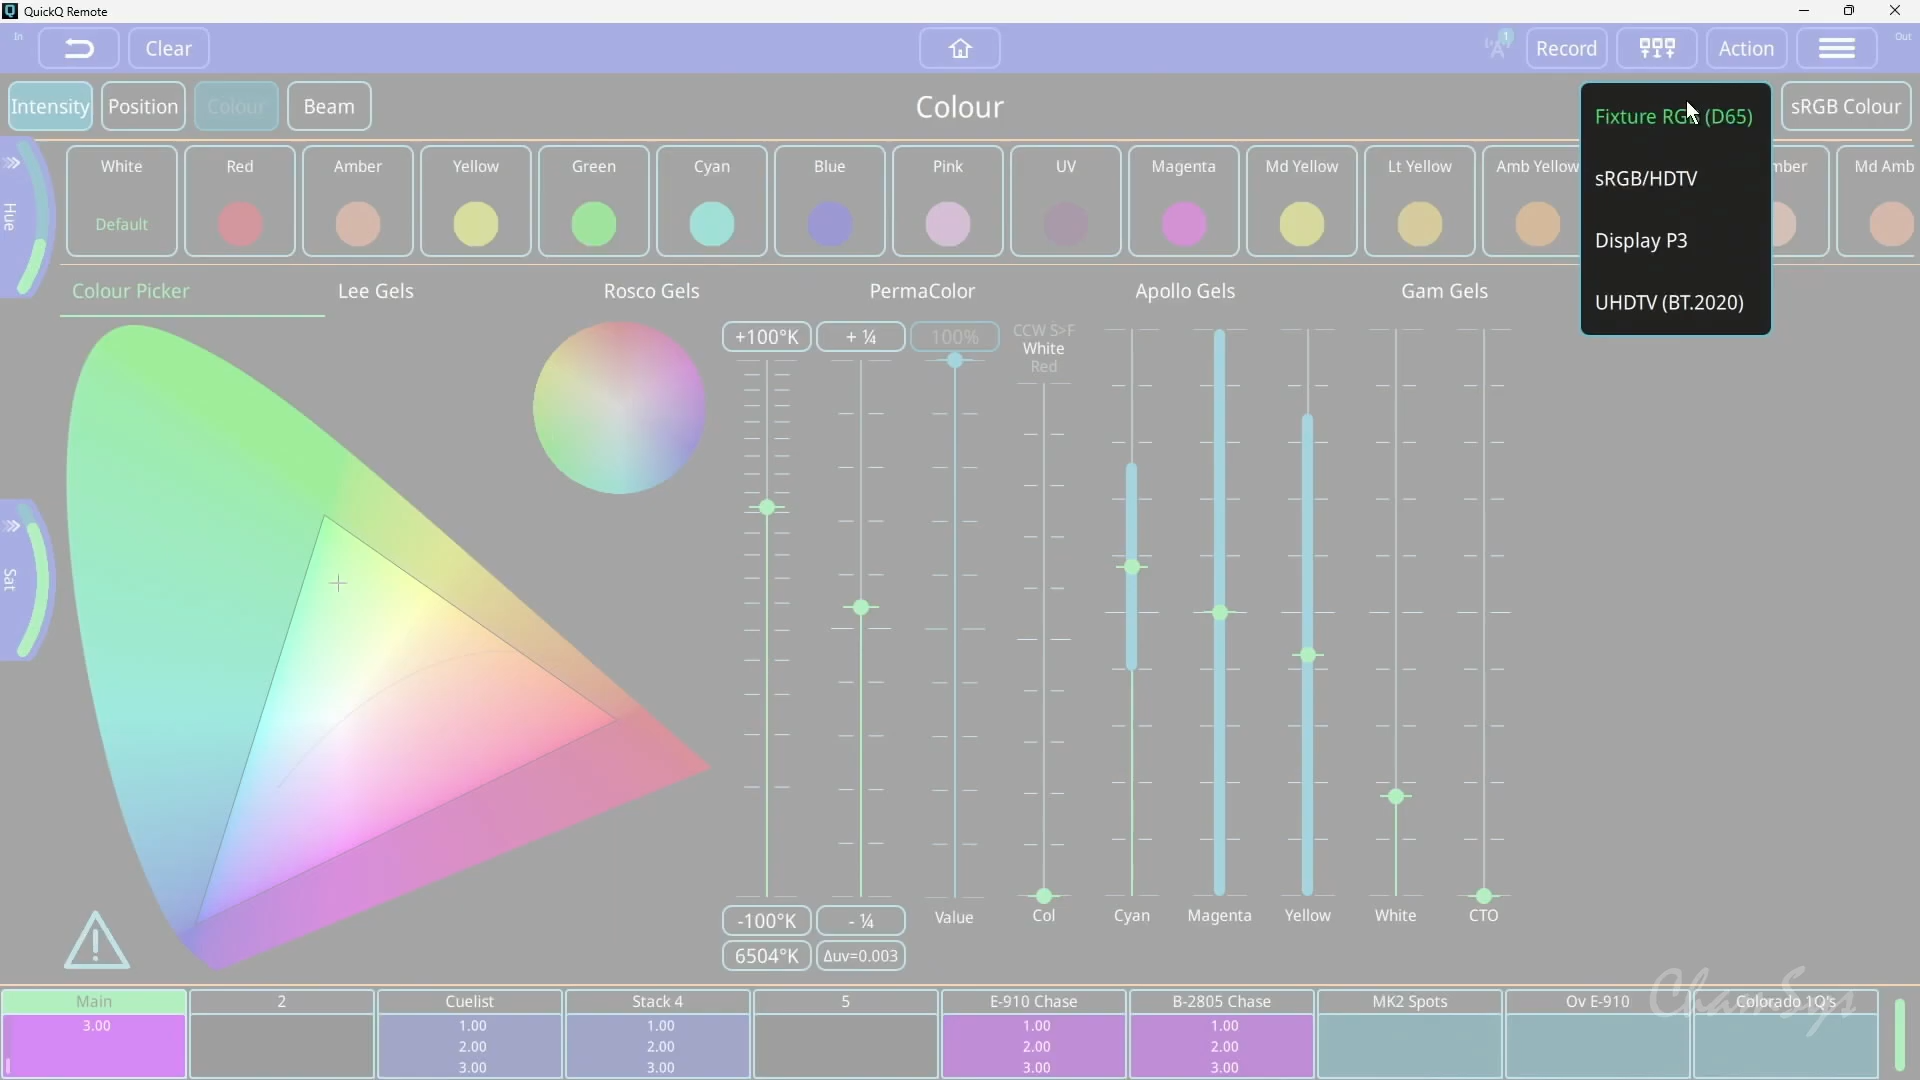 QuickQ Remote
In
Clear
1
Record
Action
Out
Intensity
Position
Colour
Beam
Colour
Fixture RGB (D65)
sRGB/HDTV
Display P3
UHDTV (BT.2020)
sRGB Colour
Hue
White
Default
Red
Amber
Yellow
Green
Cyan
Blue
Pink
UV
Magenta
Md Yellow
Lt Yellow
Amb Yellow
Md Amb
Colour Picker
Lee Gels
Rosco Gels
PermaColor
Apollo Gels
Gam Gels
+100°K
+ ¼
100%
CCW S>F
White
Red
Sat
-100°K
- ¼
Value
Col
Cyan
Magenta
Yellow
White
CTO
6504°K
Δuv=0.003
Main
2
Cuelist
Stack 4
5
E-910 Chase
B-2805 Chase
MK2 Spots
Ov E-910
Colorado 1Q's
ChamSys
3.00
1.00
2.00
3.00
1.00
2.00
3.00
1.00
2.00
3.00
1.00
2.00
3.00